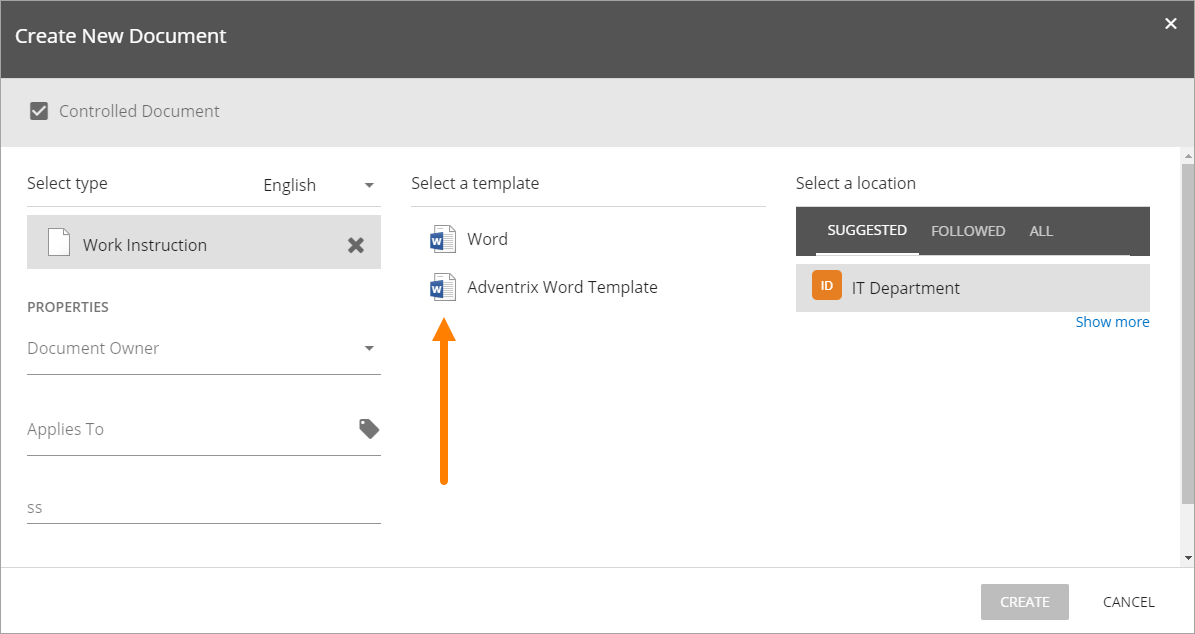 Create New Document
Controlled Document
Select type English
Work Instruction
PROPERTIES
Document Owner
Applies To
ss
Select a template
W Word
W Adventrix Word Template
Select a location
SUGGESTED FOLLOWED ALL
ID IT Department
Show more
CREATE CANCEL